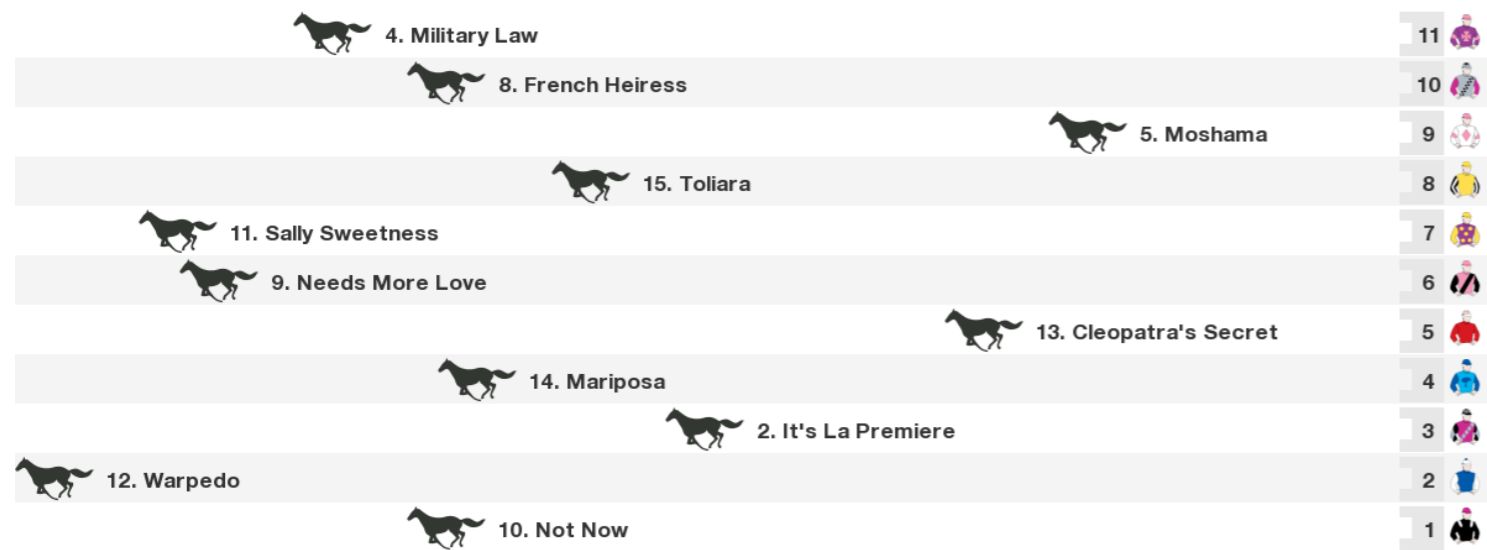 4. Military Law 11
8. French Heiress 10
5. Moshama 9
15. Toliara 8
11. Sally Sweetness 7
9. Needs More Love 6
13. Cleopatra's Secret 5
14. Mariposa 4
2. It's La Premiere 3
12. Warpedo 2
10. Not Now 1